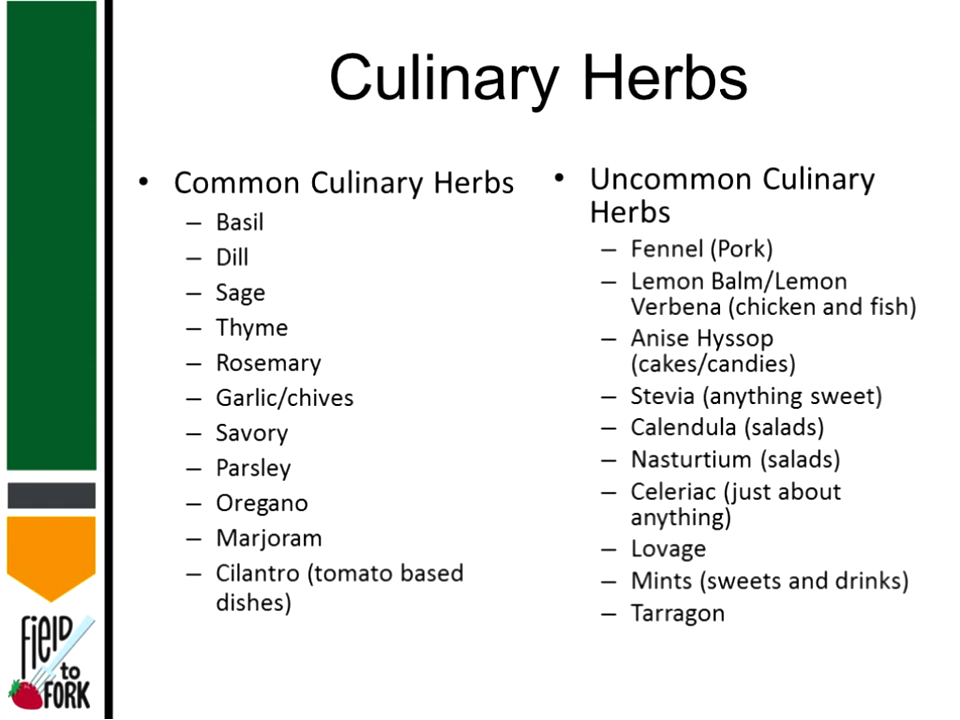 Culinary Herbs
• Common Culinary Herbs
– Basil
– Dill
– Sage
– Thyme
– Rosemary
– Garlic/chives
– Savory
– Parsley
– Oregano
– Marjoram
– Cilantro (tomato based
dishes)
• Uncommon Culinary
Herbs
– Fennel (Pork)
– Lemon Balm/Lemon
Verbena (chicken and fish)
– Anise Hyssop
(cakes/candies)
– Stevia (anything sweet)
– Calendula (salads)
– Nasturtium (salads)
– Celeriac (just about
anything)
– Lovage
– Mints (sweets and drinks)
– Tarragon
FielD
to
FORK